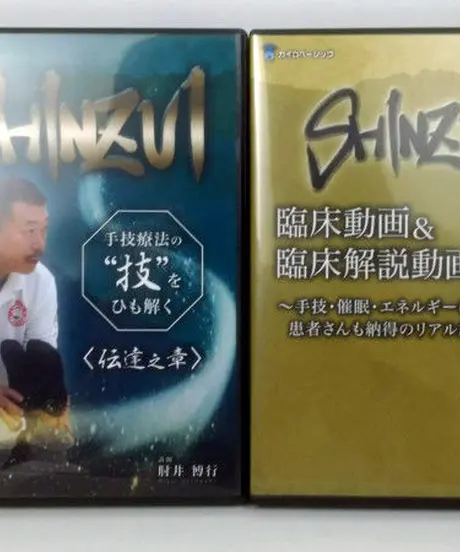 SHINZUI
手技療法の
“技”を
ひも解く
〈伝達之章〉
講師
肘井 博行
カイロベーシック
SHINZ
臨床動画&
臨床解説動画
～手技・催眠・エネルギー
患者さんも納得のリアル